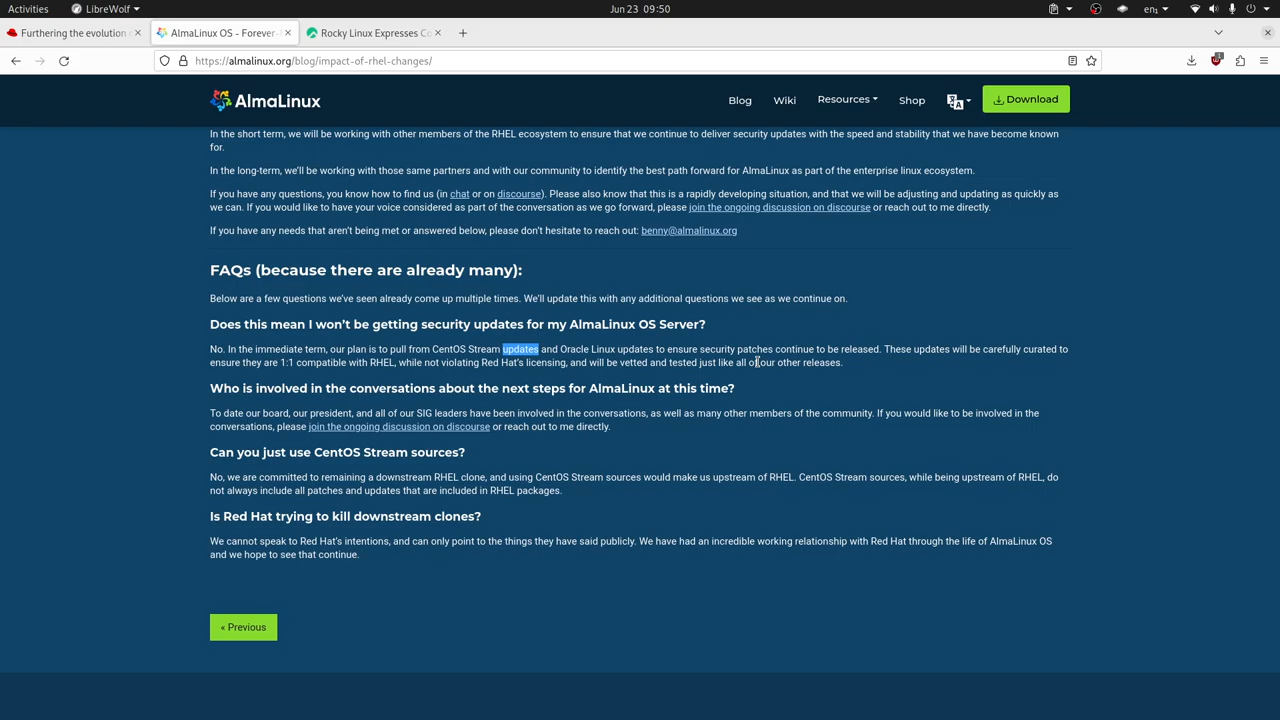 Activities LibreWolf Jun 23 09:50 en1
Furthering the evolution AlmaLinux OS - Forever- Rocky Linux Expresses Co
https://almalinux.org/blog/impact-of-rhel-changes/ 1
AlmaLinux Blog Wiki Resources Shop Download
In the short term, we will be working with other members of the RHEL ecosystem to ensure that we continue to deliver security updates with the speed and stability that we have become known
for.
In the long-term, we'll be working with those same partners and with our community to identify the best path forward for AlmaLinux as part of the enterprise linux ecosystem.
If you have any questions, you know how to find us (in chat or on discourse). Please also know that this is a rapidly developing situation, and that we will be adjusting and updating as quickly as
we can. If you would like to have your voice considered as part of the conversation as we go forward, please join the ongoing discussion on discourse or reach out to me directly.
If you have any needs that aren't being met or answered below, please don't hesitate to reach out: benny@almalinux.org
FAQs (because there are already many):
Below are a few questions we've seen already come up multiple times. We'll update this with any additional questions we see as we continue on.
Does this mean I won't be getting security updates for my AlmaLinux OS Server?
No. In the immediate term, our plan is to pull from CentOS Stream updates and Oracle Linux updates to ensure security patches continue to be released. These updates will be carefully curated to
ensure they are 1:1 compatible with RHEL, while not violating Red Hat's licensing, and will be vetted and tested just like all of our other releases.
Who is involved in the conversations about the next steps for AlmaLinux at this time?
To date our board, our president, and all of our SIG leaders have been involved in the conversations, as well as many other members of the community. If you would like to be involved in the
conversations, please join the ongoing discussion on discourse or reach out to me directly.
Can you just use CentOS Stream sources?
No, we are committed to remaining a downstream RHEL clone, and using CentOS Stream sources would make us upstream of RHEL. CentOS Stream sources, while being upstream of RHEL, do
not always include all patches and updates that are included in RHEL packages.
Is Red Hat trying to kill downstream clones?
We cannot speak to Red Hat's intentions, and can only point to the things they have said publicly. We have had an incredible working relationship with Red Hat through the life of AlmaLinux OS
and we hope to see that continue.
« Previous